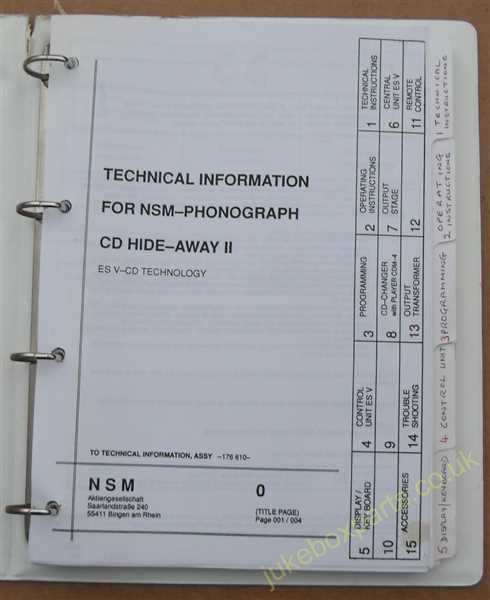 TECHNICAL INFORMATION
FOR NSM–PHONOGRAPH
CD HIDE–AWAY II
ES V–CD TECHNOLOGY
TO TECHNICAL INFORMATION, ASSY –176 610–
NSM
Aktiengesellschaft
Saarlandstraße 240
55411 Bingen am Rhein
0
(TITLE PAGE)
Page 001 / 004
1 TECHNICAL INSTRUCTIONS
2 OPERATING INSTRUCTIONS
3 PROGRAMMING
4 CONTROL UNIT ES V
5 DISPLAY / KEY BOARD
6 CENTRAL UNIT ES V
7 OUTPUT STAGE
8 CD-CHANGER with PLAYER COM-4
9
10
11 REMOTE CONTROL
12
13 OUTPUT TRANSFORMER
14 TROUBLE SHOOTING
15 ACCESSORIES
1 TECHNICAL INSTRUCTIONS
2 OPERATING INSTRUCTIONS
3 PROGRAMMING
4 CONTROL UNIT
5 DISPLAY/KEYBOARD
jukeboxparts.co.uk